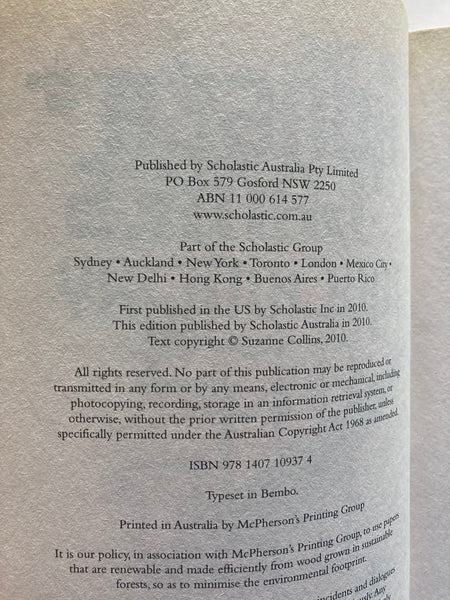 Published by Scholastic Australia Pty Limited
PO Box 579 Gosford NSW 2250
ABN 11 000 614 577
www.scholastic.com.au
Part of the Scholastic Group
Sydney • Auckland • New York • Toronto • London • Mexico City •
New Delhi • Hong Kong • Buenos Aires • Puerto Rico
First published in the US by Scholastic Inc in 2010.
This edition published by Scholastic Australia in 2010.
Text copyright © Suzanne Collins, 2010.
All rights reserved. No part of this publication may be reproduced or
transmitted in any form or by any means, electronic or mechanical, including
photocopying, recording, storage in an information retrieval system, or
otherwise, without the prior written permission of the publisher, unless
specifically permitted under the Australian Copyright Act 1968 as amended.
ISBN 978 1407 10937 4
Typeset in Bembo.
Printed in Australia by McPherson's Printing Group
It is our policy, in association with McPherson's Printing Group, to use papers
that are renewable and made efficiently from wood grown in sustainable
forests, so as to minimise the environmental footprint.
incidents and dialogues
Any